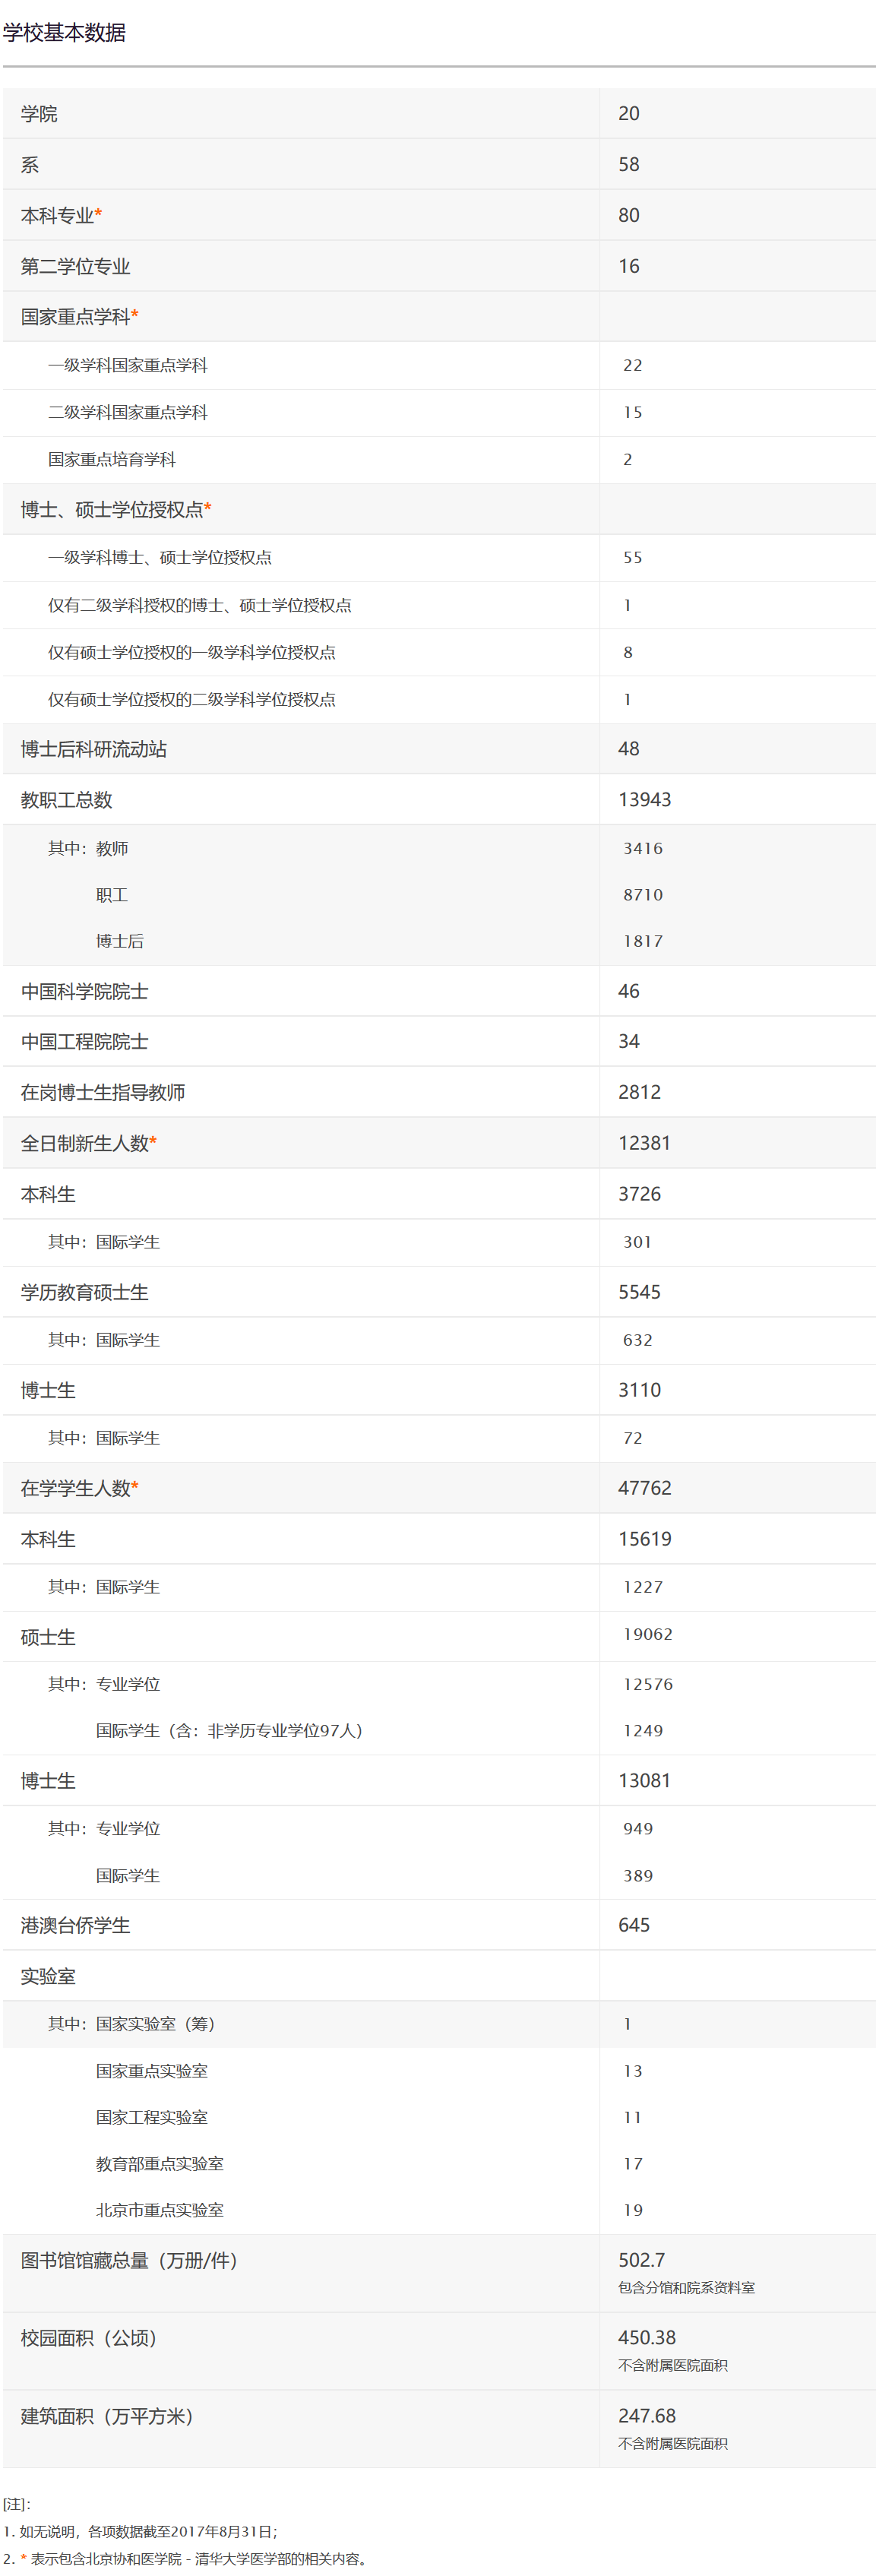 学校基本数据
学院 20
系 58
本科专业* 80
第二学位专业 16
国家重点学科*
一级学科国家重点学科 22
二级学科国家重点学科 15
国家重点培育学科 2
博士、硕士学位授权点*
一级学科博士、硕士学位授权点 55
仅有二级学科授权的博士、硕士学位授权点 1
仅有硕士学位授权的一级学科学位授权点 8
仅有硕士学位授权的二级学科学位授权点 1
博士后科研流动站 48
教职工总数 13943
其中：教师 3416
职工 8710
博士后 1817
中国科学院院士 46
中国工程院院士 34
在岗博士生指导教师 2812
全日制新生人数* 12381
本科生 3726
其中：国际学生 301
学历教育硕士生 5545
其中：国际学生 632
博士生 3110
其中：国际学生 72
在学学生人数* 47762
本科生 15619
其中：国际学生 1227
硕士生 19062
其中：专业学位 12576
国际学生（含：非学历专业学位97人） 1249
博士生 13081
其中：专业学位 949
国际学生 389
港澳台侨学生 645
实验室
其中：国家实验室（筹） 1
国家重点实验室 13
国家工程实验室 11
教育部重点实验室 17
北京市重点实验室 19
图书馆馆藏总量（万册/件） 502.7
包含分馆和院系资料室
校园面积（公顷） 450.38
不含附属医院面积
建筑面积（万平方米） 247.68
不含附属医院面积
[注]：
1. 如无说明，各项数据截至2017年8月31日；
2. * 表示包含北京协和医学院 - 清华大学医学部的相关内容。